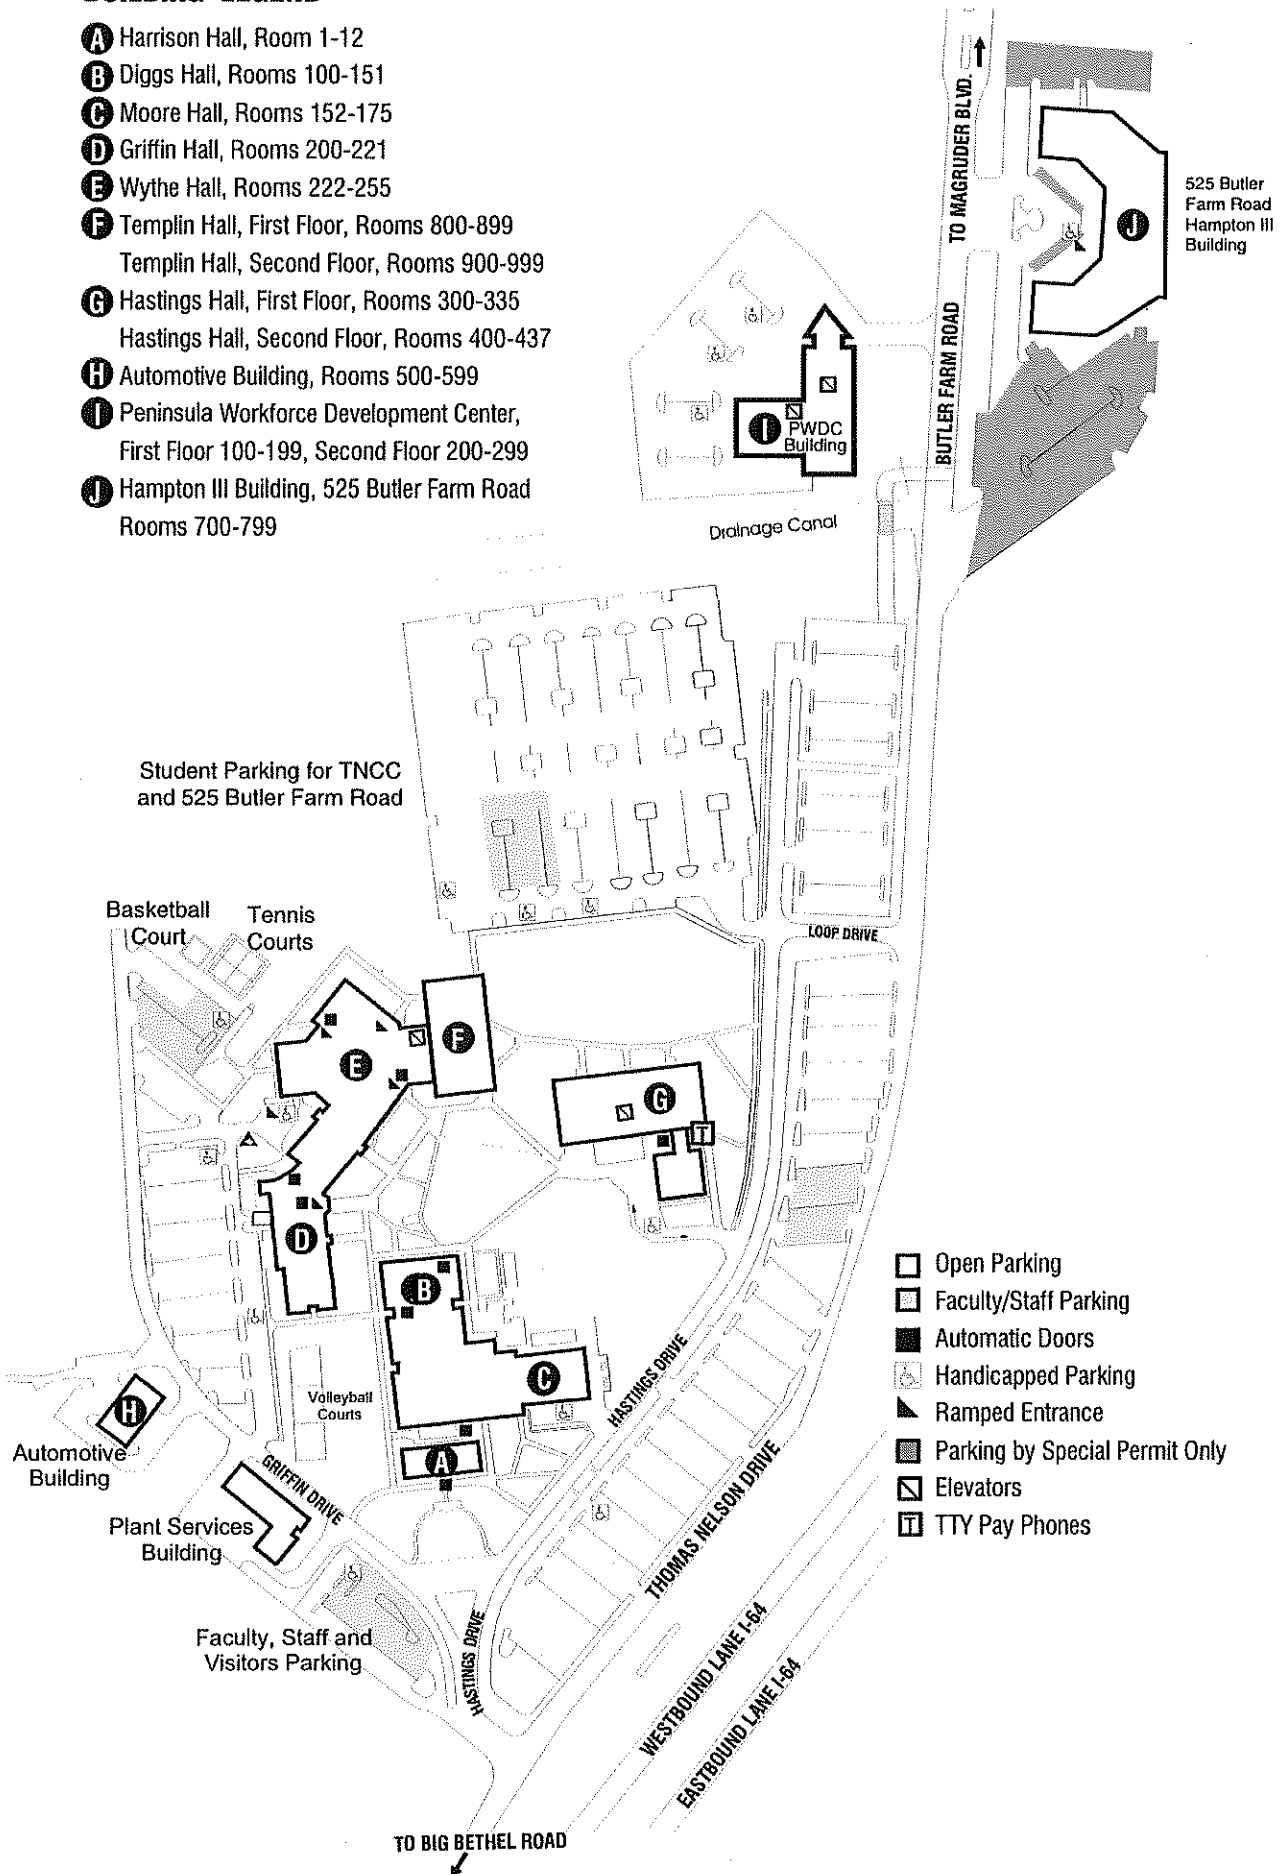 A Harrison Hall, Room 1-12
B Diggs Hall, Rooms 100-151
C Moore Hall, Rooms 152-175
D Griffin Hall, Rooms 200-221
E Wythe Hall, Rooms 222-255
F Templin Hall, First Floor, Rooms 800-899
Templin Hall, Second Floor, Rooms 900-999
G Hastings Hall, First Floor, Rooms 300-335
Hastings Hall, Second Floor, Rooms 400-437
H Automotive Building, Rooms 500-599
I Peninsula Workforce Development Center,
First Floor 100-199, Second Floor 200-299
J Hampton III Building, 525 Butler Farm Road
Rooms 700-799
TO MAGRUDER BLVD.
BUTLER FARM ROAD
J
525 Butler
Farm Road
Hampton III
Building
I
PWDC
Building
Drainage Canal
Student Parking for TNCC
and 525 Butler Farm Road
Basketball
Court
Tennis
Courts
LOOP DRIVE
F
E
G
T
D
B
C
A
H
Volleyball
Courts
Automotive
Building
GRIFFIN DRIVE
HASTINGS DRIVE
Plant Services
Building
Faculty, Staff and
Visitors Parking
HASTINGS DRIVE
THOMAS NELSON DRIVE
WESTBOUND LANE I-64
EASTBOUND LANE I-64
TO BIG BETHEL ROAD
Open Parking
Faculty/Staff Parking
Automatic Doors
Handicapped Parking
Ramped Entrance
Parking by Special Permit Only
Elevators
T TTY Pay Phones